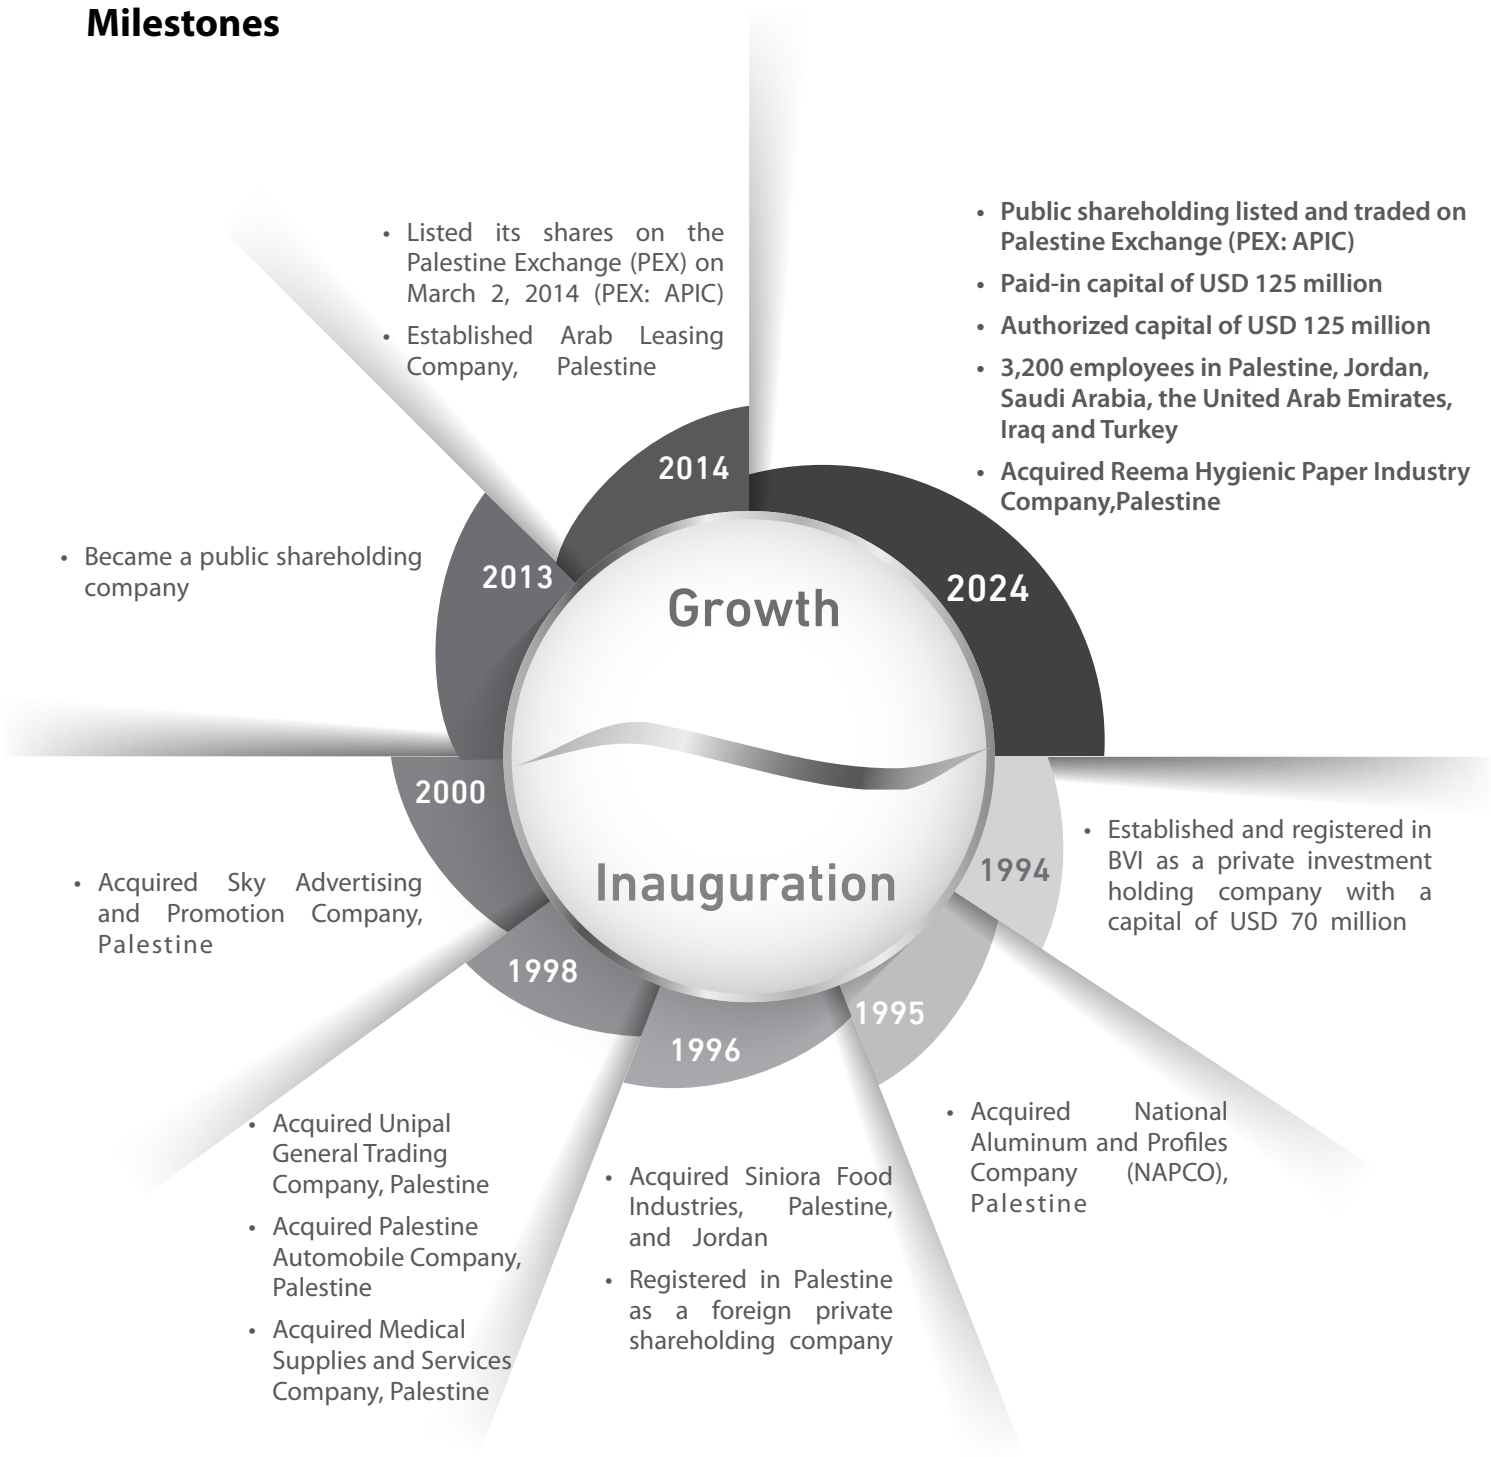 Milestones
• Listed its shares on the
Palestine Exchange (PEX) on
March 2, 2014 (PEX: APIC)
• Established Arab Leasing
Company, Palestine
• Public shareholding listed and traded on
Palestine Exchange (PEX: APIC)
• Paid-in capital of USD 125 million
• Authorized capital of USD 125 million
• 3,200 employees in Palestine, Jordan,
Saudi Arabia, the United Arab Emirates,
Iraq and Turkey
• Acquired Reema Hygienic Paper Industry
Company,Palestine
2014
• Became a public shareholding
company
2013
2024
Growth
2000
Inauguration
1994
• Established and registered in
BVI as a private investment
holding company with a
capital of USD 70 million
• Acquired Sky Advertising
and Promotion Company,
Palestine
1998
1996
1995
• Acquired Unipal
General Trading
Company, Palestine
• Acquired Palestine
Automobile Company,
Palestine
• Acquired Medical
Supplies and Services
Company, Palestine
• Acquired Siniora Food
Industries, Palestine,
and Jordan
• Registered in Palestine
as a foreign private
shareholding company
• Acquired National
Aluminum and Profiles
Company (NAPCO),
Palestine